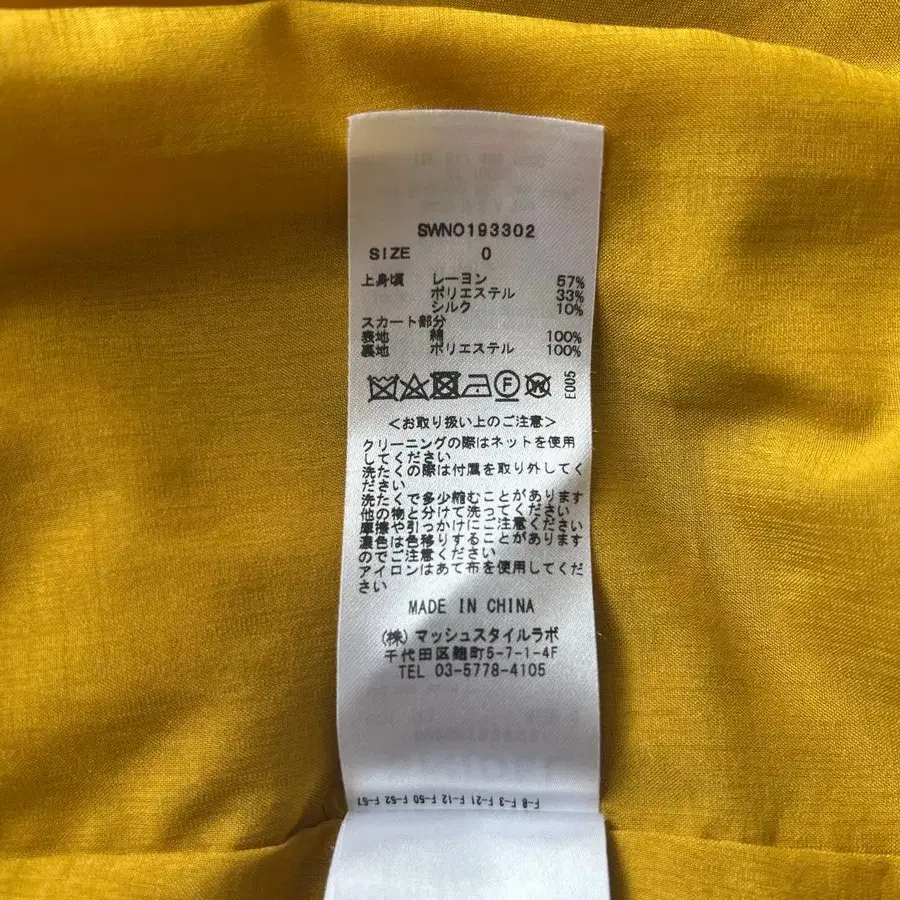 SWNO193302
SIZE 0
上身頃 レーヨン 57%
ポリエステル 33%
シルク 10%
スカート部分
表地 綿 100%
裏地 ポリエステル 100%
F W E005
<お取り扱い上のご注意>
クリーニングの際はネットを使用
してください
洗たくの際は付属を取り外してく
ださい
洗たくで多少縮むことがあります
他の物と分けて洗ってください
摩擦や引っかけにご注意ください
濃色は色移りすることがあります
のでご注意ください
アイロンはあて布を使用してくだ
さい
MADE IN CHINA
(株)マッシュスタイルラボ
千代田区麹町5-7-1-4F
TEL 03-5778-4105
F-8 F-3 F-21 F-12 F-50 F-52 F-57